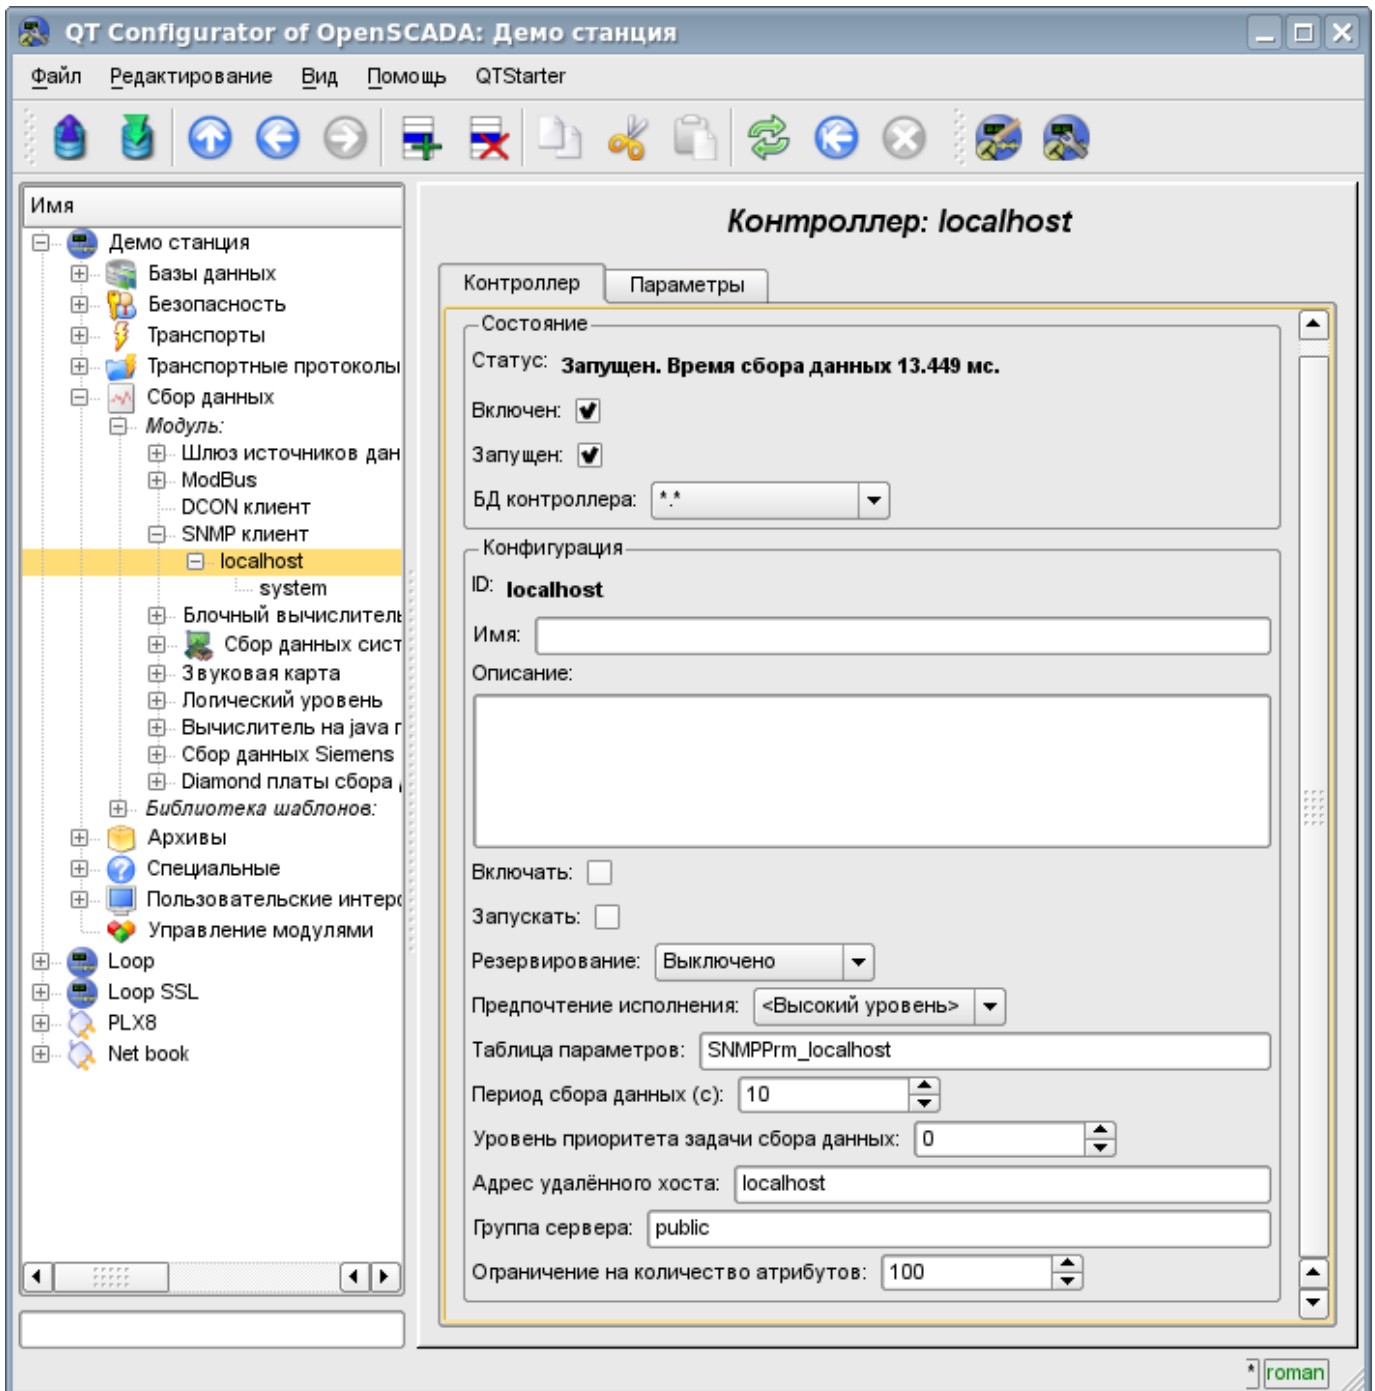 QT Configurator of OpenSCADA: Демо станция
Файл Редактирование Вид Помощь QTStarter
Имя
Демо станция
Базы данных
Безопасность
Транспорты
Транспортные протоколы
Сбор данных
Модуль:
Шлюз источников дан
ModBus
DCON клиент
SNMP клиент
localhost
system
Блочный вычислитель
Сбор данных сист
Звуковая карта
Логический уровень
Вычислитель на java
Сбор данных Siemens
Diamond платы сбора
Библиотека шаблонов:
Архивы
Специальные
Пользовательские интерф
Управление модулями
Loop
Loop SSL
PLX8
Net book
Контроллер: localhost
Контроллер Параметры
Состояние
Статус: Запущен. Время сбора данных 13.449 мс.
Включен:
Запущен:
БД контроллера: *.*
Конфигурация
ID: localhost
Имя:
Описание:
Включать:
Запускать:
Резервирование: Выключено
Предпочтение исполнения: <Высокий уровень>
Таблица параметров: SNMPPrm_localhost
Период сбора данных (с): 10
Уровень приоритета задачи сбора данных: 0
Адрес удалённого хоста: localhost
Группа сервера: public
Ограничение на количество атрибутов: 100
* roman